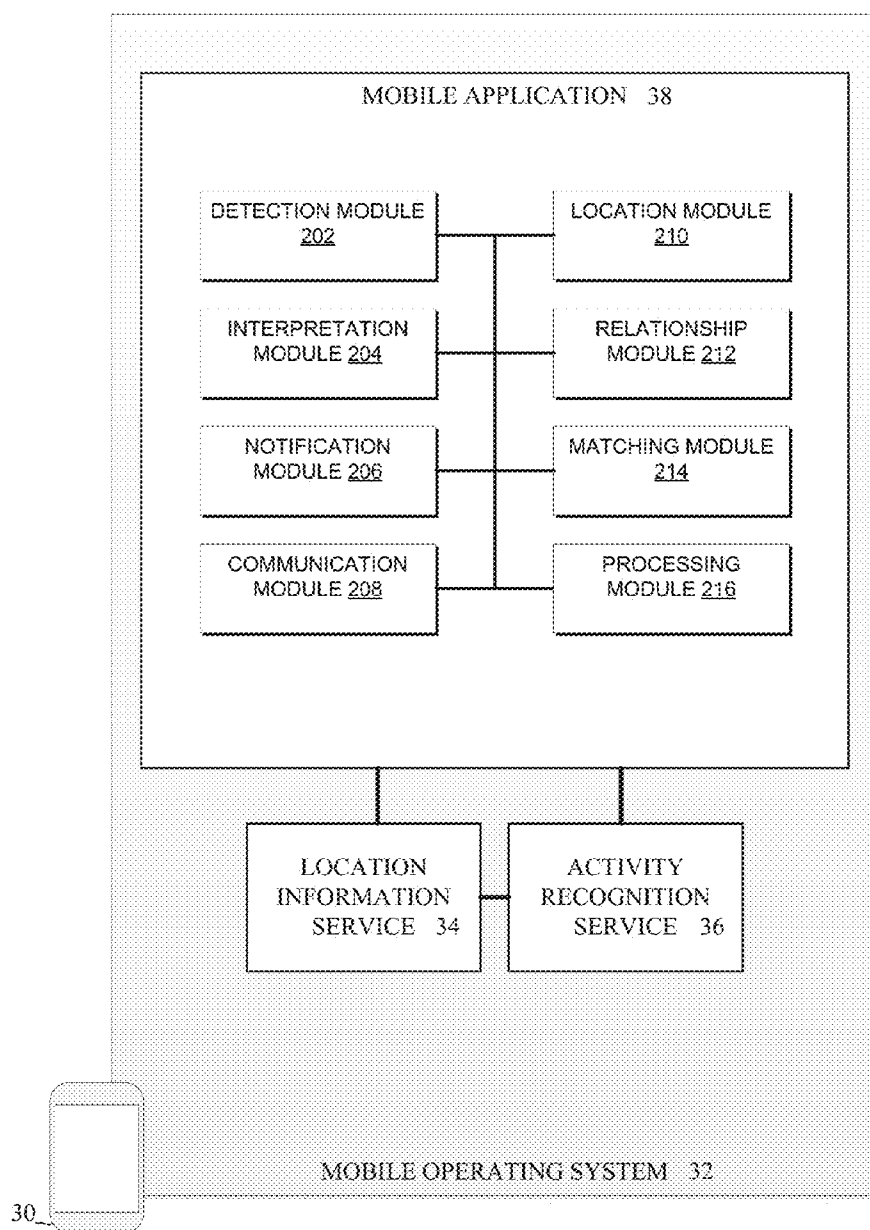 MOBILE APPLICATION 38
DETECTION MODULE
202
LOCATION MODULE
210
INTERPRETATION
MODULE 204
RELATIONSHIP
MODULE 212
NOTIFICATION
MODULE 206
MATCHING MODULE
214
COMMUNICATION
MODULE 208
PROCESSING
MODULE 216
LOCATION
INFORMATION
SERVICE 34
ACTIVITY
RECOGNITION
SERVICE 36
MOBILE OPERATING SYSTEM 32
30